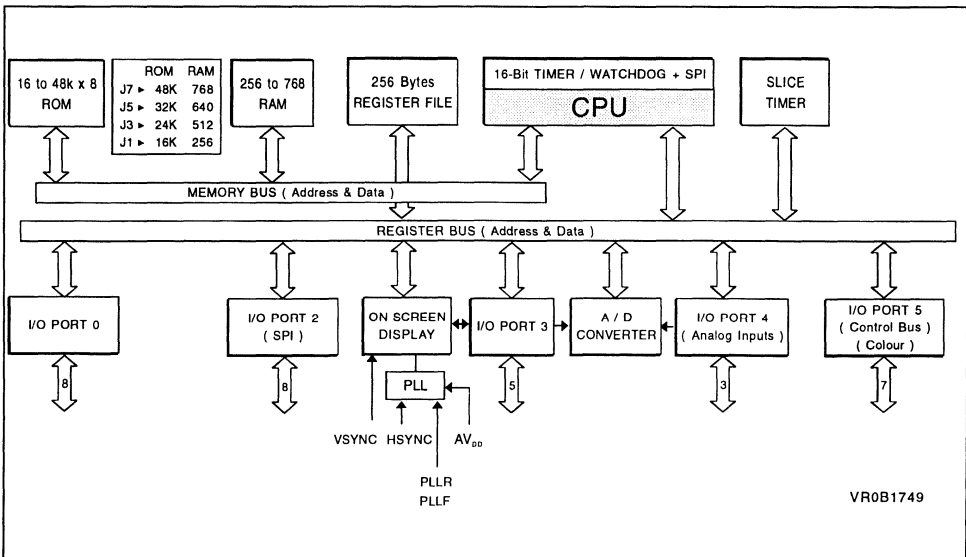 16 to 48k x 8
ROM
ROM RAM
J7 ► 48K 768
J5 ► 32K 640
J3 ► 24K 512
J1 ► 16K 256
256 to 768
RAM
256 Bytes
REGISTER FILE
16-Bit TIMER / WATCHDOG + SPI
CPU
SLICE
TIMER
MEMORY BUS ( Address & Data )
REGISTER BUS ( Address & Data )
I/O PORT 0
I/O PORT 2
( SPI )
ON SCREEN
DISPLAY
I/O PORT 3
A / D
CONVERTER
I/O PORT 4
( Analog Inputs )
I/O PORT 5
( Control Bus )
( Colour )
PLL
8
8
5
3
7
VSYNC HSYNC AV_DD
PLLR
PLLF
VR0B1749